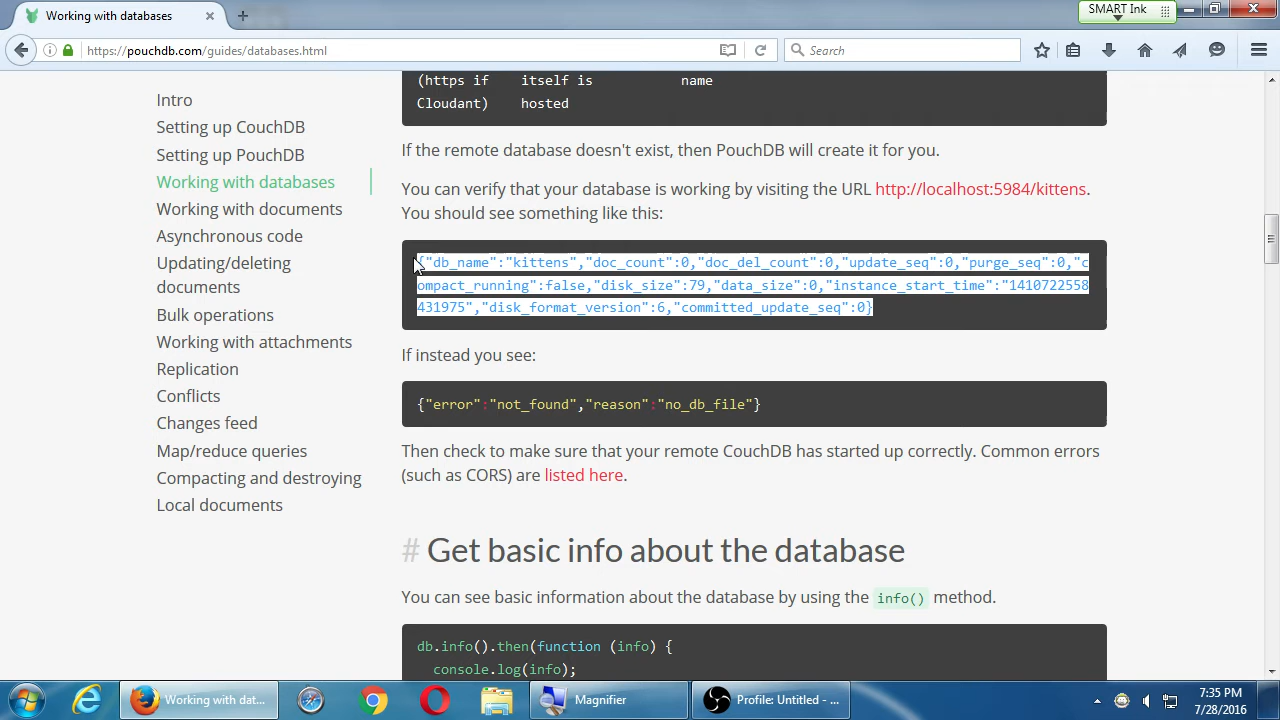 Working with databases
SMART Ink
https://pouchdb.com/guides/databases.html
Search
Intro
Setting up CouchDB
Setting up PouchDB
Working with databases
Working with documents
Asynchronous code
Updating/deleting
documents
Bulk operations
Working with attachments
Replication
Conflicts
Changes feed
Map/reduce queries
Compacting and destroying
Local documents
(https if itself is name
Cloudant) hosted
If the remote database doesn't exist, then PouchDB will create it for you.
You can verify that your database is working by visiting the URL http://localhost:5984/kittens.
You should see something like this:
{"db_name":"kittens","doc_count":0,"doc_del_count":0,"update_seq":0,"purge_seq":0,"c
ompact_running":false,"disk_size":79,"data_size":0,"instance_start_time":"1410722558
431975","disk_format_version":6,"committed_update_seq":0}
If instead you see:
{"error":"not_found","reason":"no_db_file"}
Then check to make sure that your remote CouchDB has started up correctly. Common errors
(such as CORS) are listed here.
# Get basic info about the database
You can see basic information about the database by using the info() method.
db.info().then(function (info) {
console.log(info);
Working with dat...
Magnifier
Profile: Untitled - ...
7:35 PM
7/28/2016